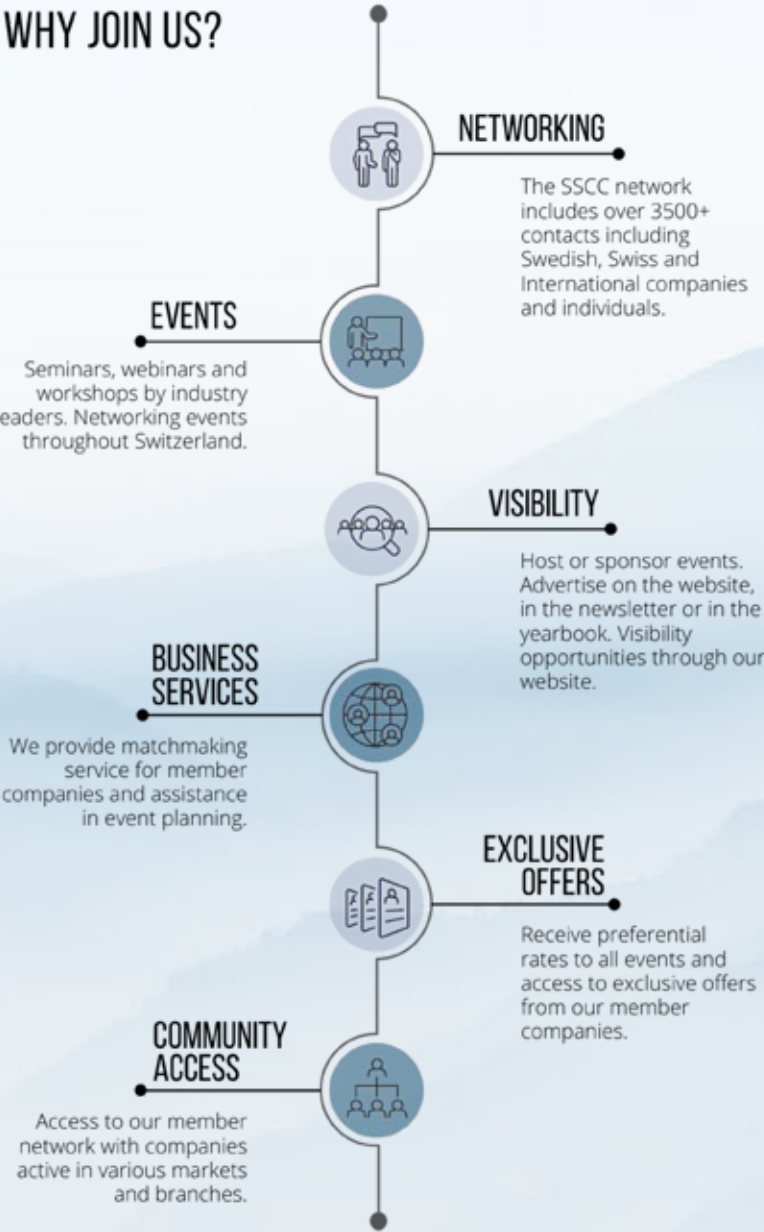 WHY JOIN US?
NETWORKING
The SSCC network
includes over 3500+
contacts including
Swedish, Swiss and
International companies
and individuals.
EVENTS
Seminars, webinars and
workshops by industry
eaders. Networking events
throughout Switzerland.
VISIBILITY
Host or sponsor events.
Advertise on the website,
in the newsletter or in the
yearbook. Visibility
opportunities through our
website.
BUSINESS
SERVICES
We provide matchmaking
service for member
companies and assistance
in event planning.
EXCLUSIVE
OFFERS
Receive preferential
rates to all events and
access to exclusive offers
from our member
companies.
COMMUNITY
ACCESS
Access to our member
network with companies
active in various markets
and branches.